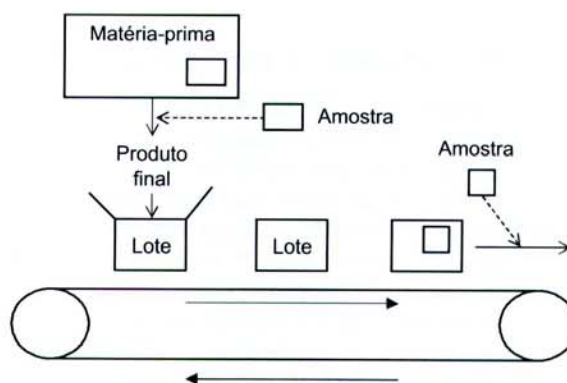 Matéria-prima
Amostra
Produto
final
Amostra
Lote
Lote